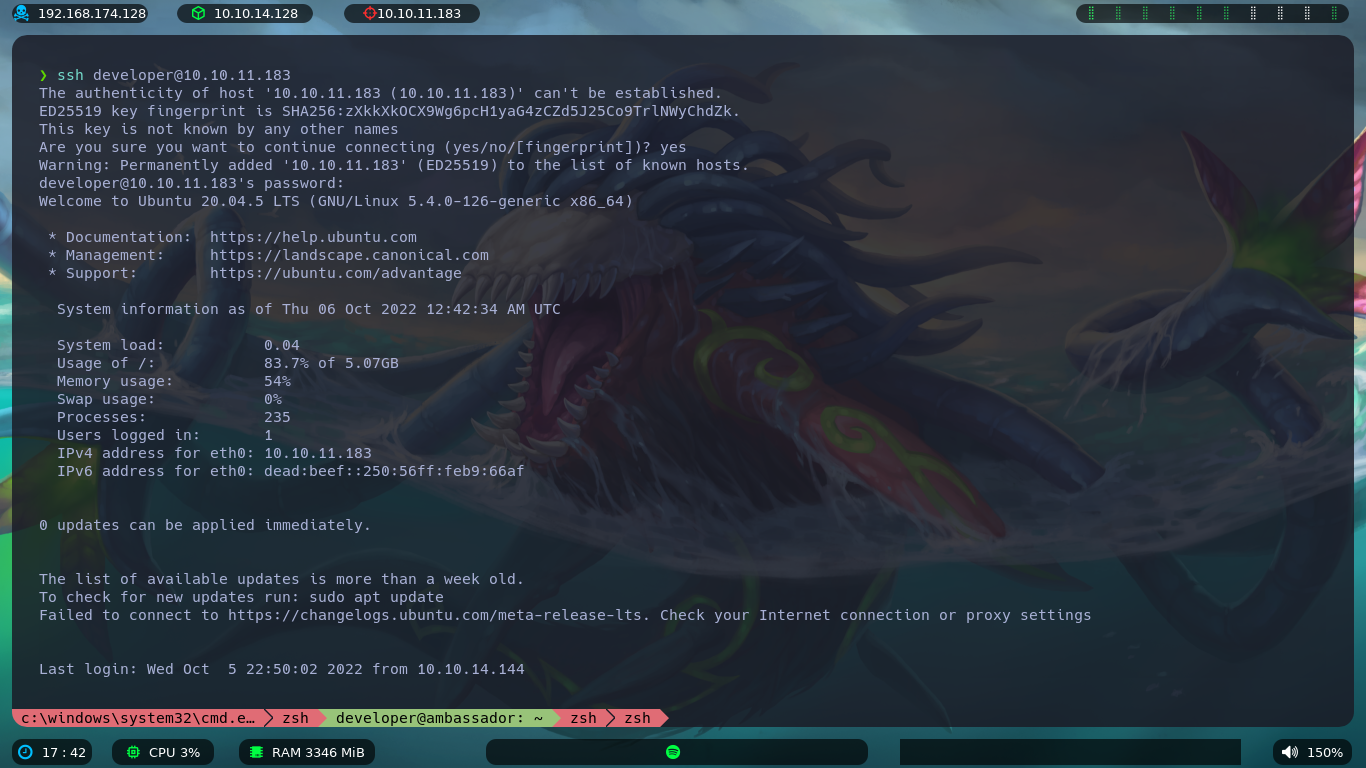 192.168.174.128 10.10.14.128 10.10.11.183
❯ ssh developer@10.10.11.183
The authenticity of host '10.10.11.183 (10.10.11.183)' can't be established.
ED25519 key fingerprint is SHA256:zXkkXkOCX9Wg6pcH1yaG4zCZd5J25Co9TrlNWyChdZk.
This key is not known by any other names
Are you sure you want to continue connecting (yes/no/[fingerprint])? yes
Warning: Permanently added '10.10.11.183' (ED25519) to the list of known hosts.
developer@10.10.11.183's password:
Welcome to Ubuntu 20.04.5 LTS (GNU/Linux 5.4.0-126-generic x86_64)
* Documentation:  https://help.ubuntu.com
* Management:     https://landscape.canonical.com
* Support:        https://ubuntu.com/advantage
System information as of Thu 06 Oct 2022 12:42:34 AM UTC
System load:           0.04
Usage of /:            83.7% of 5.07GB
Memory usage:          54%
Swap usage:            0%
Processes:             235
Users logged in:       1
IPv4 address for eth0: 10.10.11.183
IPv6 address for eth0: dead:beef::250:56ff:feb9:66af
0 updates can be applied immediately.
The list of available updates is more than a week old.
To check for new updates run: sudo apt update
Failed to connect to https://changelogs.ubuntu.com/meta-release-lts. Check your Internet connection or proxy settings
Last login: Wed Oct  5 22:50:02 2022 from 10.10.14.144
c:\windows\system32\cmd.e… zsh developer@ambassador: ~ zsh zsh
17 : 42 CPU 3% RAM 3346 MiB 150%